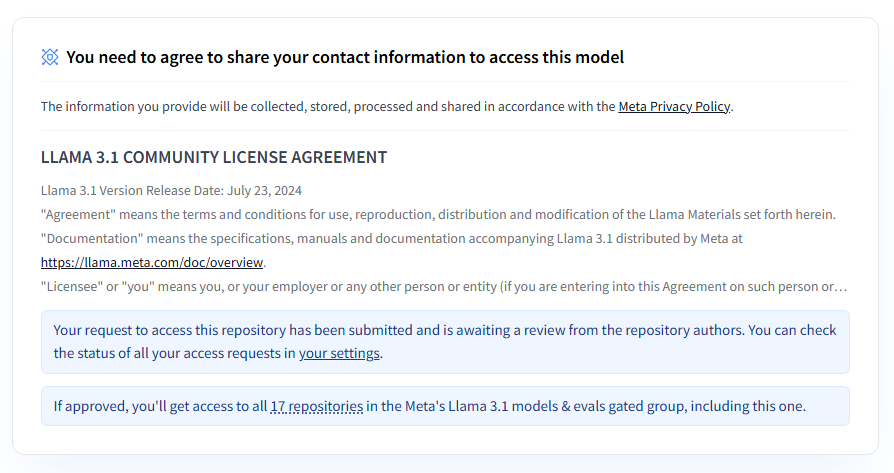 You need to agree to share your contact information to access this model
The information you provide will be collected, stored, processed and shared in accordance with the Meta Privacy Policy.
LLAMA 3.1 COMMUNITY LICENSE AGREEMENT
Llama 3.1 Version Release Date: July 23, 2024
"Agreement" means the terms and conditions for use, reproduction, distribution and modification of the Llama Materials set forth herein.
"Documentation" means the specifications, manuals and documentation accompanying Llama 3.1 distributed by Meta at
https://llama.meta.com/doc/overview.
"Licensee" or "you" means you, or your employer or any other person or entity (if you are entering into this Agreement on such person or…
Your request to access this repository has been submitted and is awaiting a review from the repository authors. You can check
the status of all your access requests in your settings.
If approved, you'll get access to all 17 repositories in the Meta's Llama 3.1 models & evals gated group, including this one.